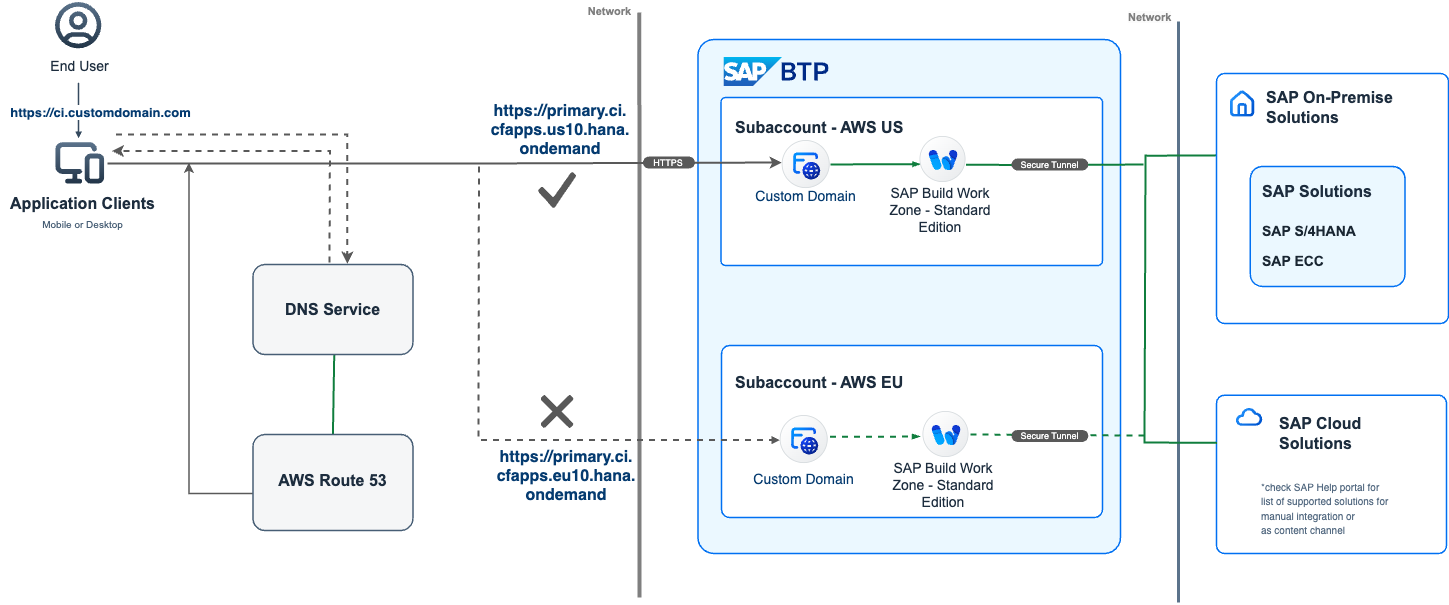 Network
Network
End User
https://ci.customdomain.com
Application Clients
Mobile or Desktop
DNS Service
AWS Route 53
https://primary.ci.
cfapps.us10.hana.
ondemand
HTTPS
https://primary.ci.
cfapps.eu10.hana.
ondemand
SAP BTP
Subaccount - AWS US
Custom Domain
SAP Build Work
Zone - Standard
Edition
Secure Tunnel
Subaccount - AWS EU
Custom Domain
SAP Build Work
Zone - Standard
Edition
Secure Tunnel
SAP On-Premise
Solutions
SAP Solutions
SAP S/4HANA
SAP ECC
SAP Cloud
Solutions
*check SAP Help portal for
list of supported solutions for
manual integration or
as content channel